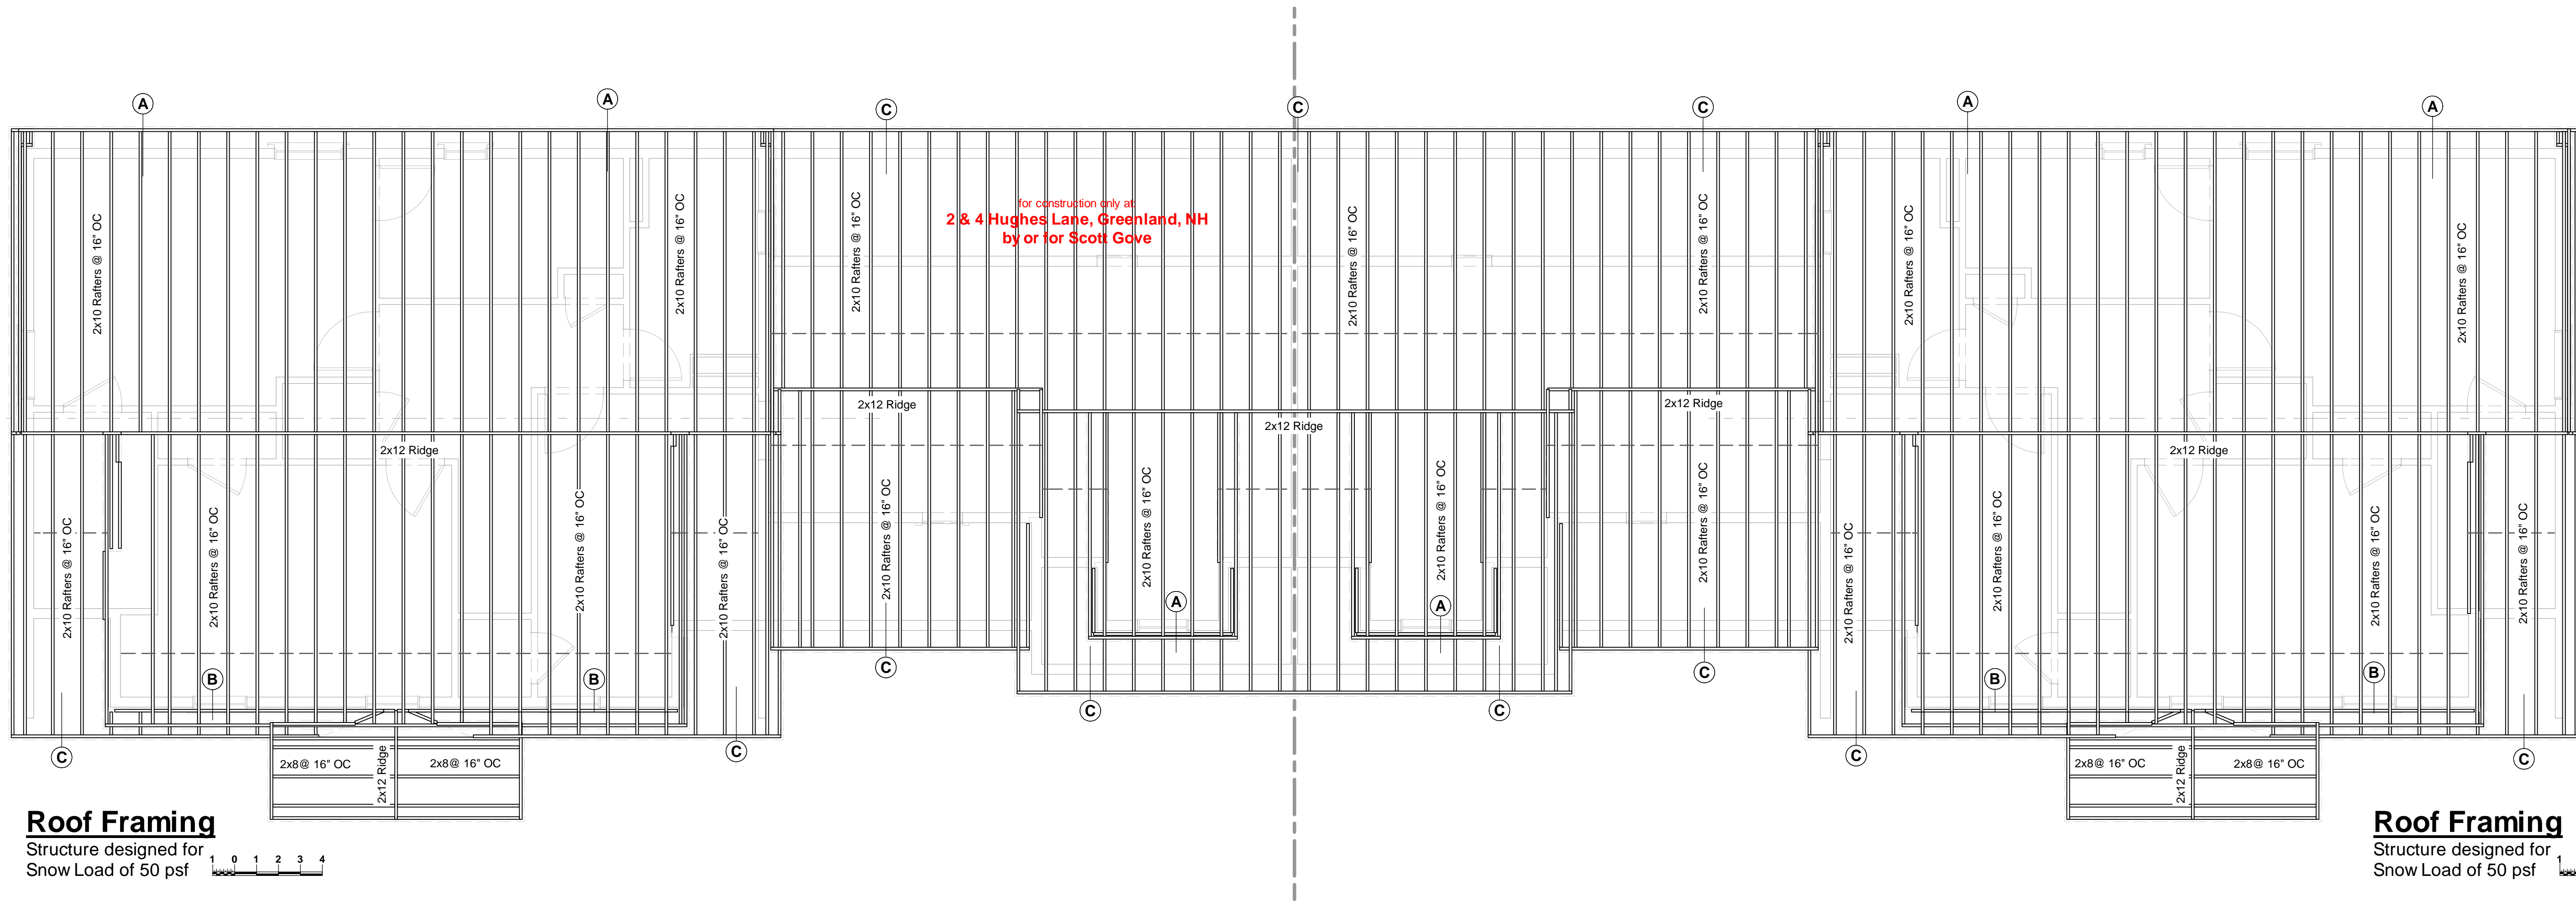 A
A
C
C
C
A
A
for construction only at:
2 & 4 Hughes Lane, Greenland, NH
by or for Scott Gove
2x10 Rafters @ 16" OC
2x10 Rafters @ 16" OC
2x10 Rafters @ 16" OC
2x10 Rafters @ 16" OC
2x10 Rafters @ 16" OC
2x10 Rafters @ 16" OC
2x10 Rafters @ 16" OC
2x12 Ridge
2x12 Ridge
2x12 Ridge
2x12 Ridge
2x12 Ridge
2x10 Rafters @ 16" OC
2x10 Rafters @ 16" OC
2x10 Rafters @ 16" OC
2x10 Rafters @ 16" OC
2x10 Rafters @ 16" OC
2x10 Rafters @ 16" OC
2x10 Rafters @ 16" OC
2x10 Rafters @ 16" OC
2x10 Rafters @ 16" OC
2x10 Rafters @ 16" OC
2x10 Rafters @ 16" OC
2x10 Rafters @ 16" OC
A
A
B
B
C
C
B
B
C
C
C
C
C
C
2x8@ 16" OC
2x12 Ridge
2x8@ 16" OC
2x8@ 16" OC
2x12 Ridge
2x8@ 16" OC
Roof Framing
Structure designed for
Snow Load of 50 psf
1 0 1 2 3 4
Roof Framing
Structure designed for
Snow Load of 50 psf
1